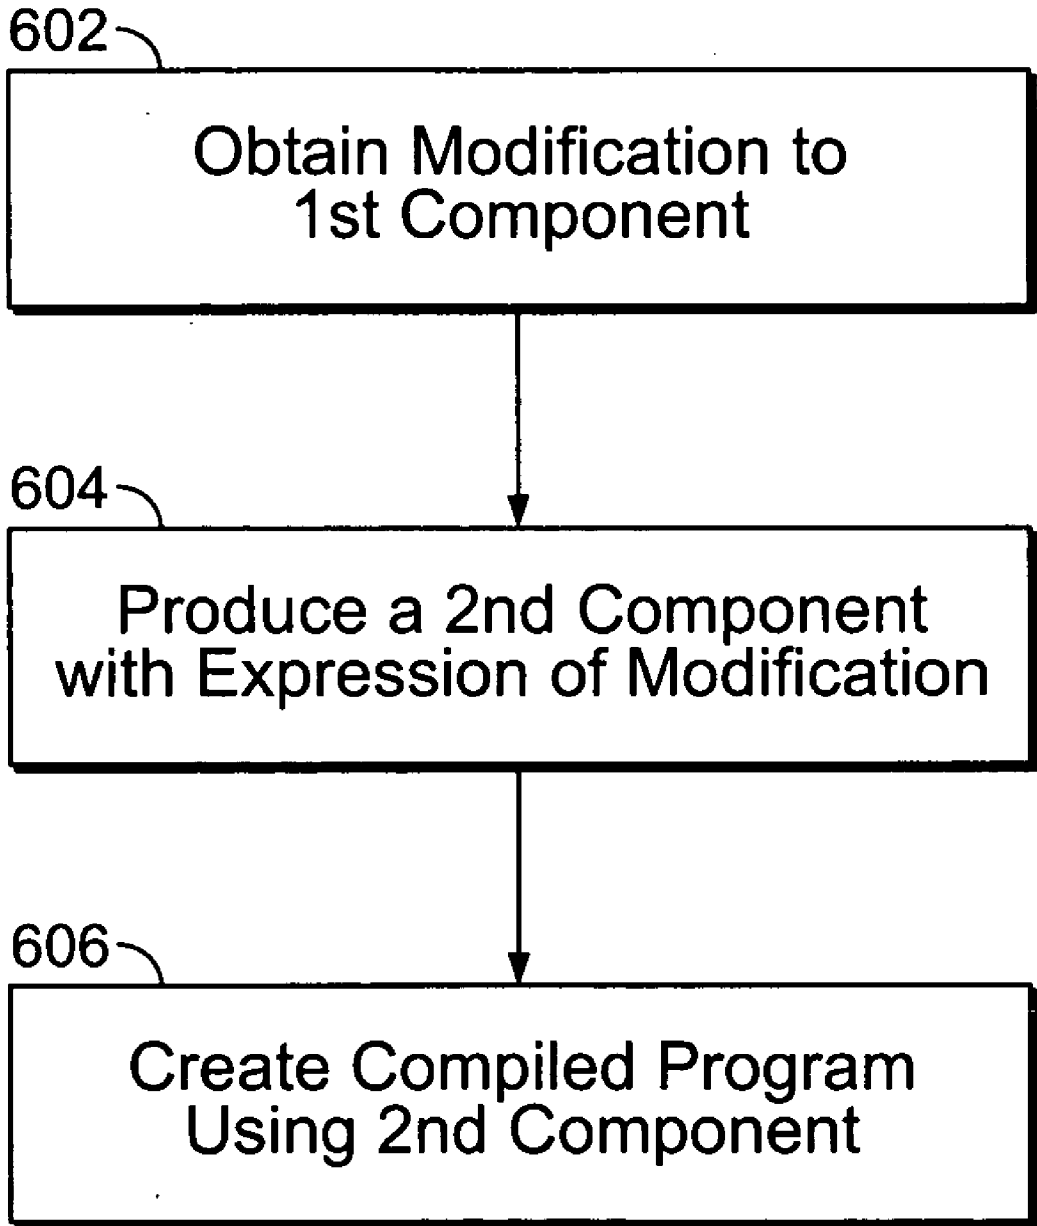 602
Obtain Modification to
1st Component
604
Produce a 2nd Component
with Expression of Modification
606
Create Compiled Program
Using 2nd Component